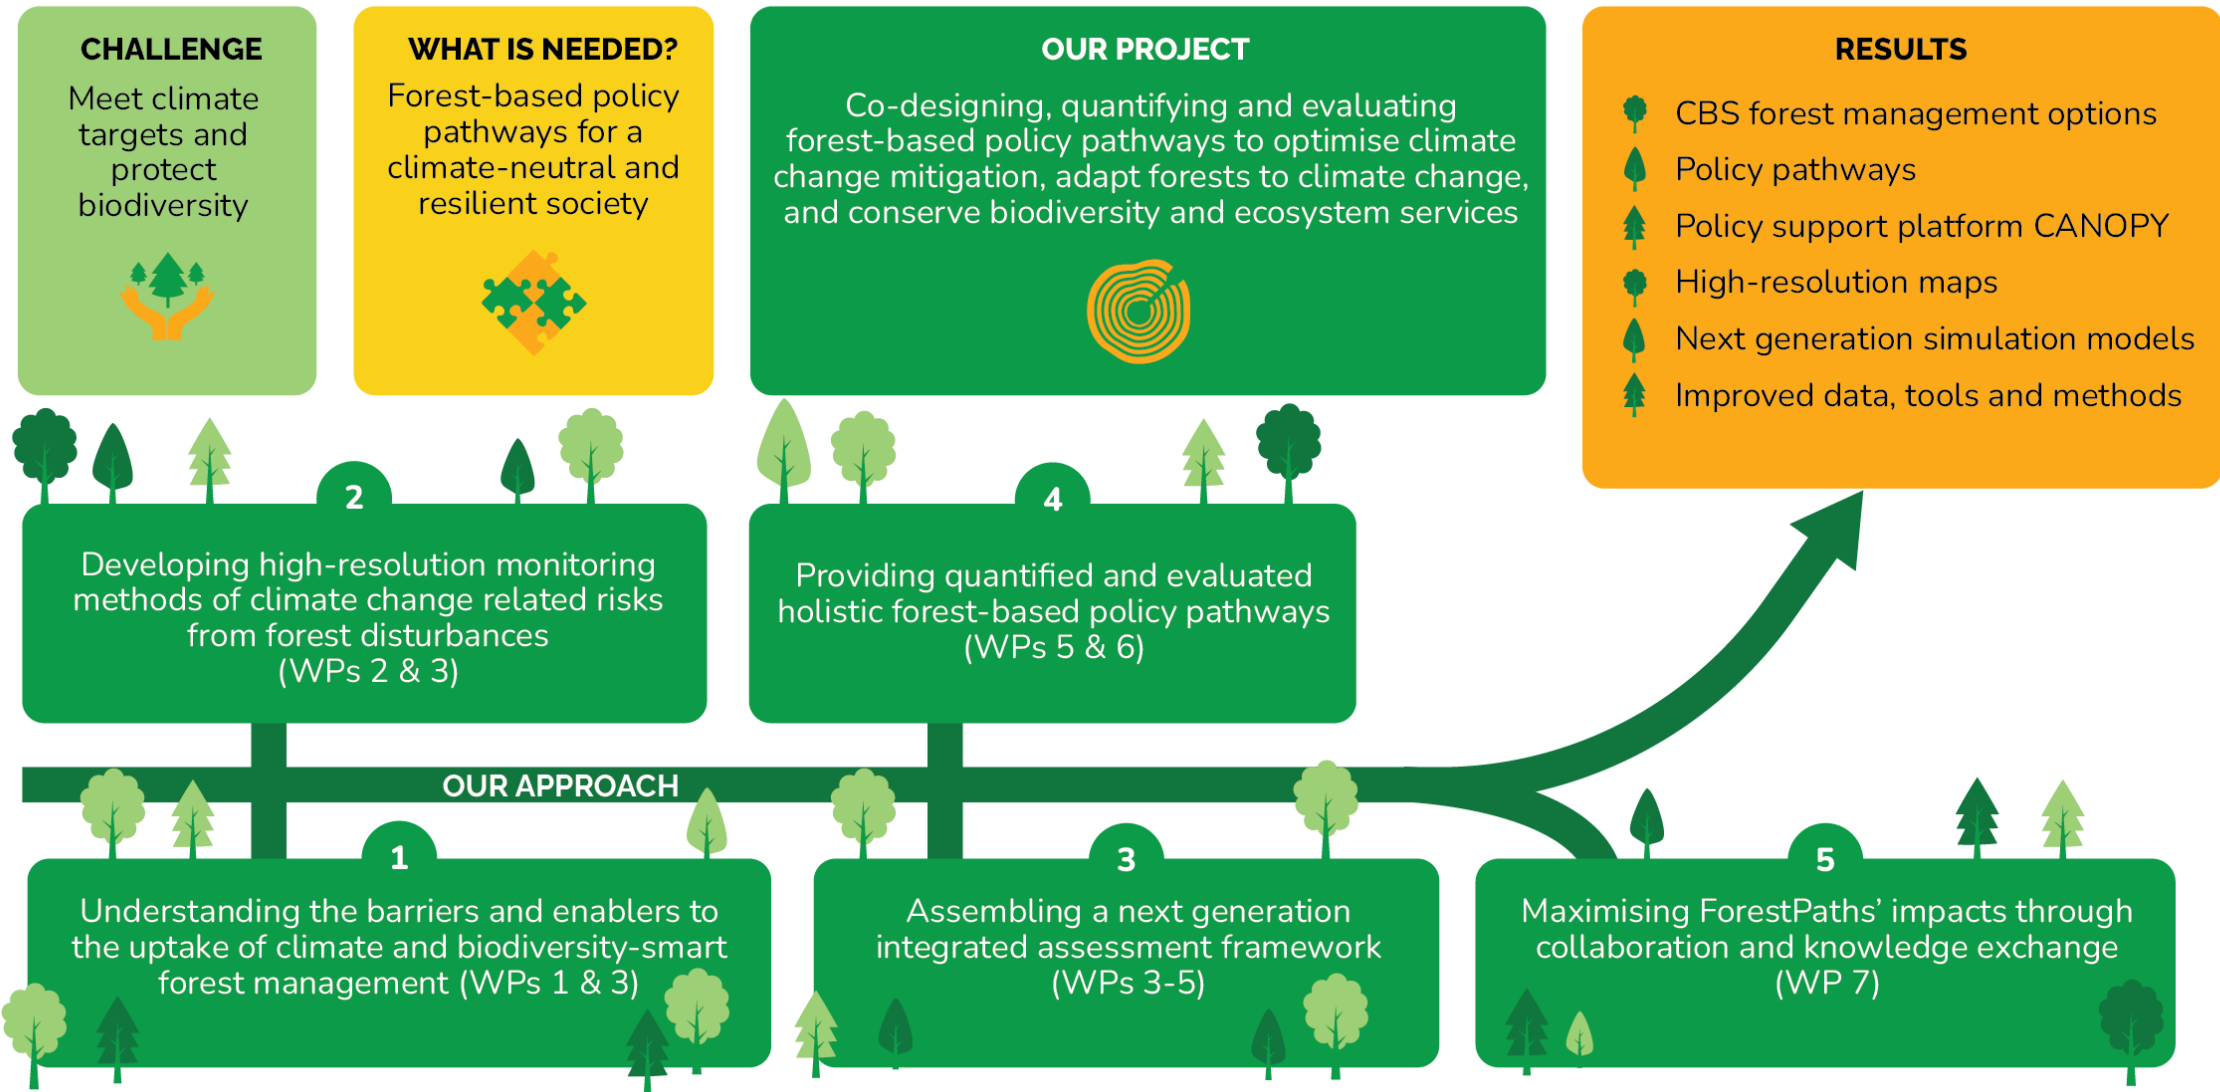 CHALLENGE
Meet climate
targets and
protect
biodiversity
WHAT IS NEEDED?
Forest-based policy
pathways for a
climate-neutral and
resilient society
OUR PROJECT
Co-designing, quantifying and evaluating
forest-based policy pathways to optimise climate
change mitigation, adapt forests to climate change,
and conserve biodiversity and ecosystem services
RESULTS
CBS forest management options
Policy pathways
Policy support platform CANOPY
High-resolution maps
Next generation simulation models
Improved data, tools and methods
2
Developing high-resolution monitoring
methods of climate change related risks
from forest disturbances
(WPs 2 & 3)
4
Providing quantified and evaluated
holistic forest-based policy pathways
(WPs 5 & 6)
OUR APPROACH
1
Understanding the barriers and enablers to
the uptake of climate and biodiversity-smart
forest management (WPs 1 & 3)
3
Assembling a next generation
integrated assessment framework
(WPs 3-5)
5
Maximising ForestPaths’ impacts through
collaboration and knowledge exchange
(WP 7)